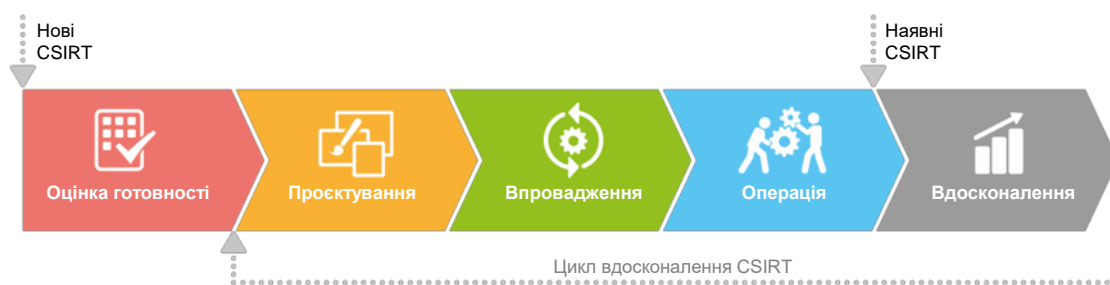 Нові
CSIRT
Наявні
CSIRT
Оцінка готовності
Проєктування
Впровадження
Операція
Вдосконалення
Цикл вдосконалення CSIRT